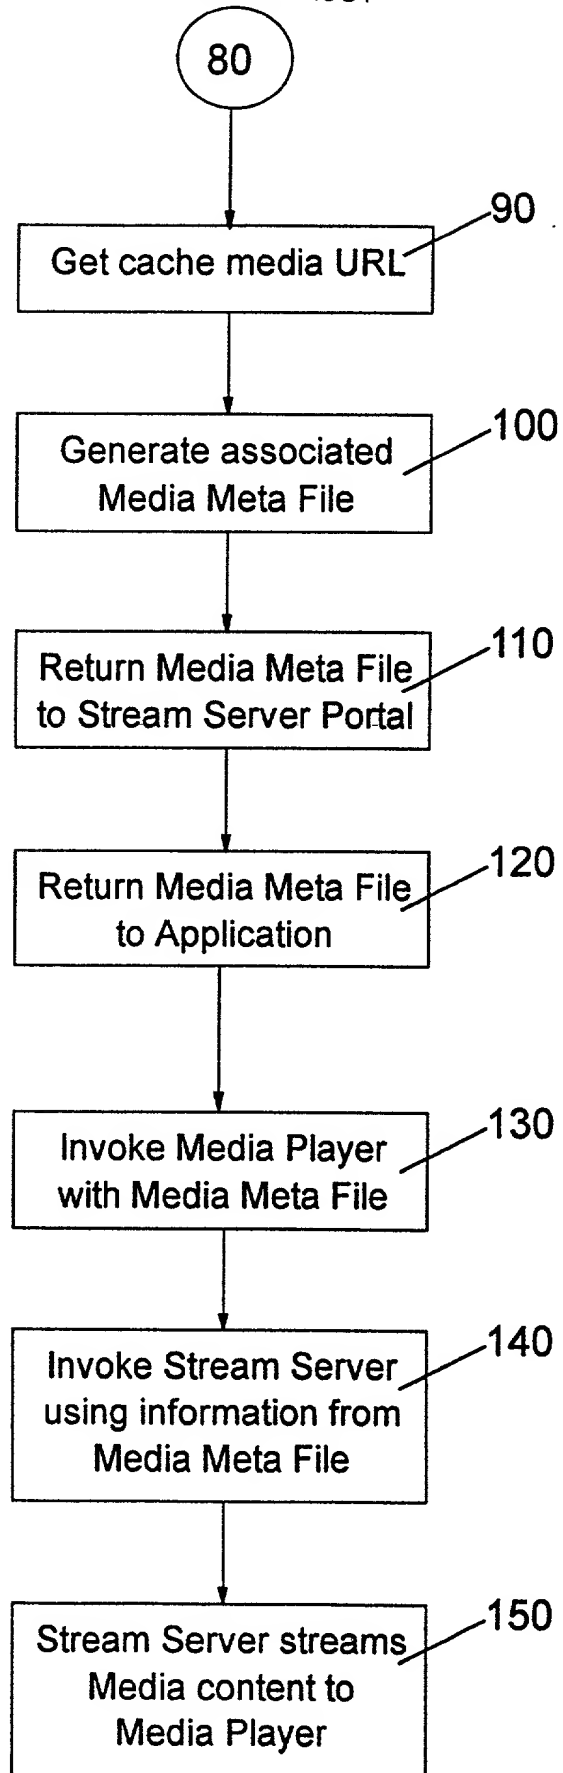 80
90
Get cache media URL
100
Generate associated
Media Meta File
110
Return Media Meta File
to Stream Server Portal
120
Return Media Meta File
to Application
130
Invoke Media Player
with Media Meta File
140
Invoke Stream Server
using information from
Media Meta File
150
Stream Server streams
Media content to
Media Player